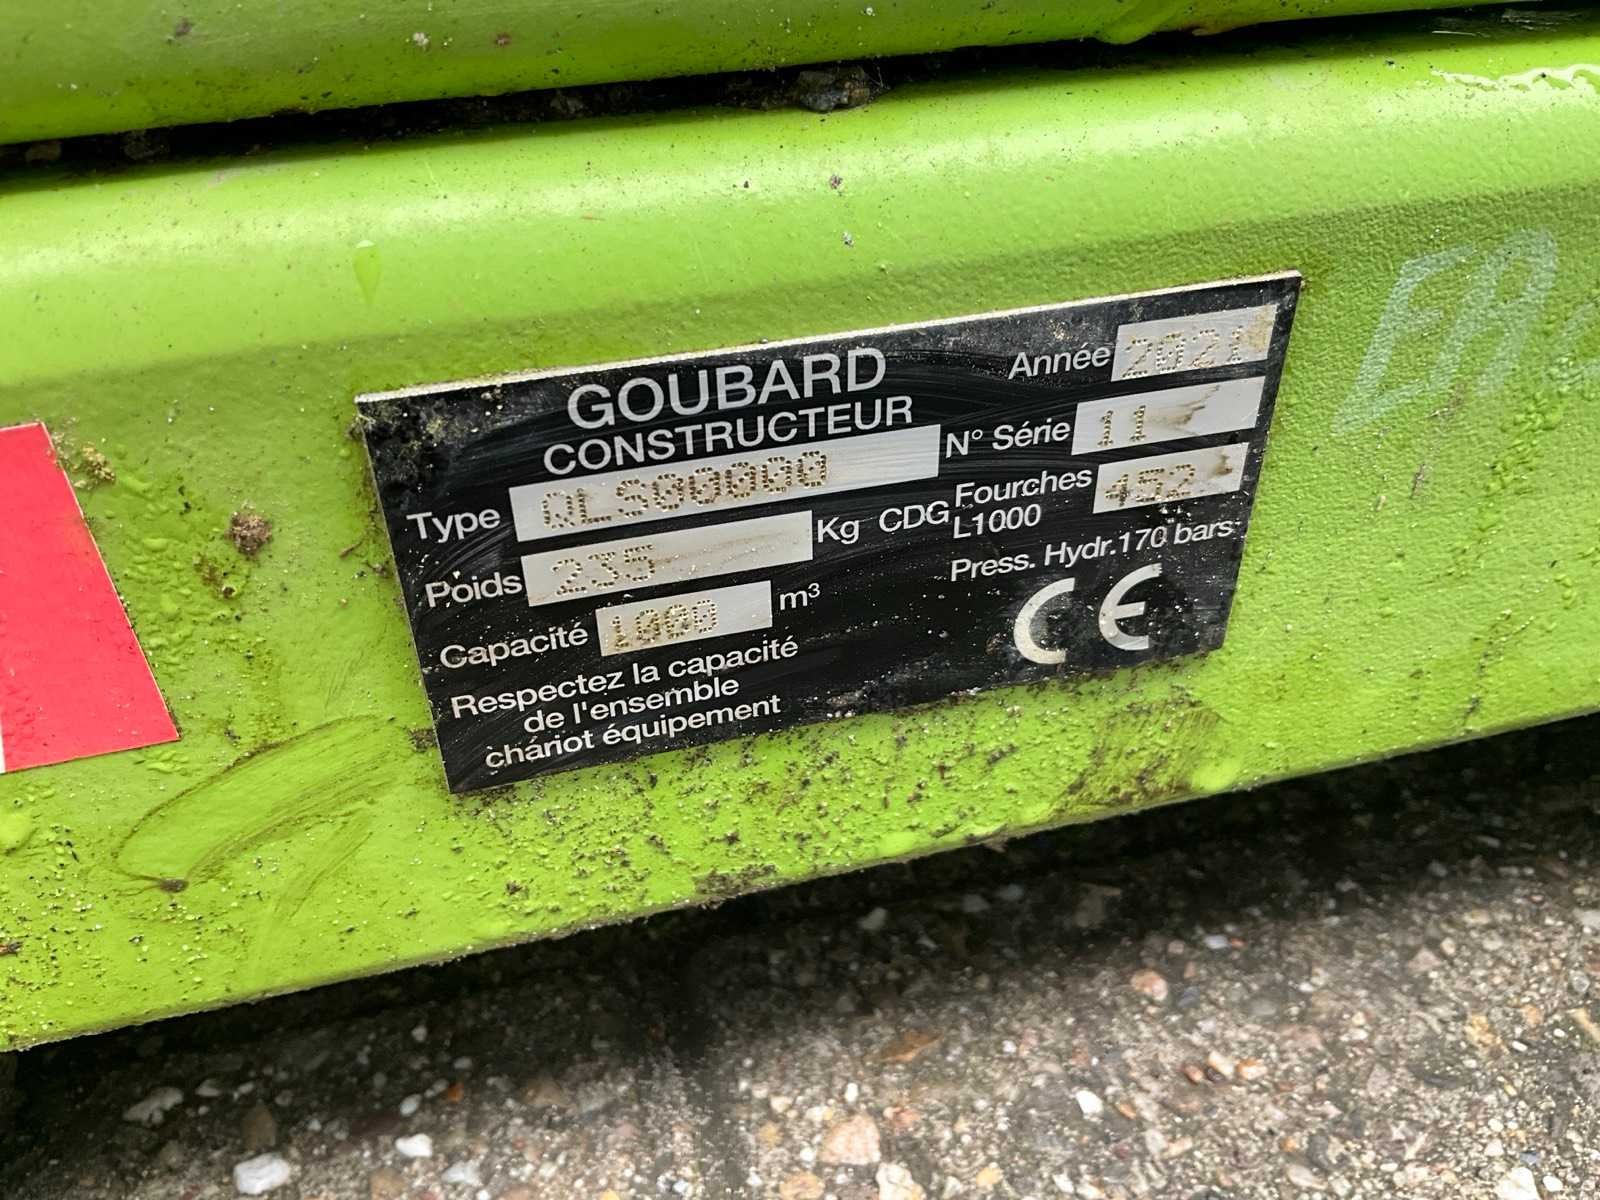 GOUBARD
CONSTRUCTEUR
Année 2021
Type QLS00000 N° Série 11
Poids 235 Kg CDG Fourches L1000 452
Capacité 1000 m³ Press. Hydr.170 bars
Respectez la capacité
de l'ensemble
chariot équipement
CE